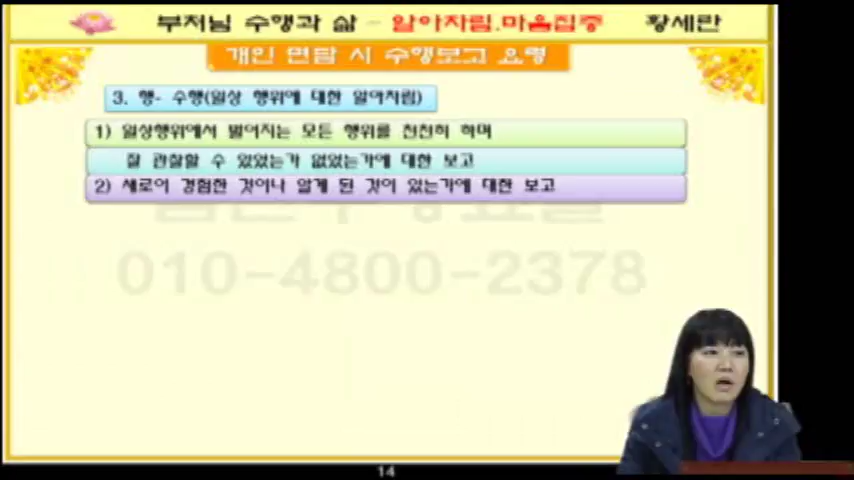 부처님 수행과 삶 - 알아차림.마음집중 황세란
개인 면담 시 수행보고 요령
3. 행- 수행(일상 행위에 대한 알아차림)
1) 일상행위에서 벌어지는 모든 행위를 천천히 하며
잘 관찰할 수 있었는가 없었는가에 대한 보고
2) 새로이 경험한 것이나 알게 된 것이 있는가에 대한 보고
010-4800-2378
14